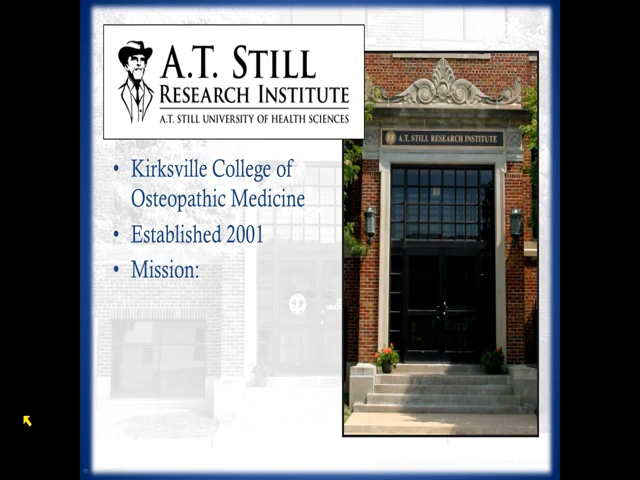 A.T. STILL
RESEARCH INSTITUTE
A.T. STILL UNIVERSITY OF HEALTH SCIENCES
A.T. STILL RESEARCH INSTITUTE
• Kirksville College of
Osteopathic Medicine
• Established 2001
• Mission: